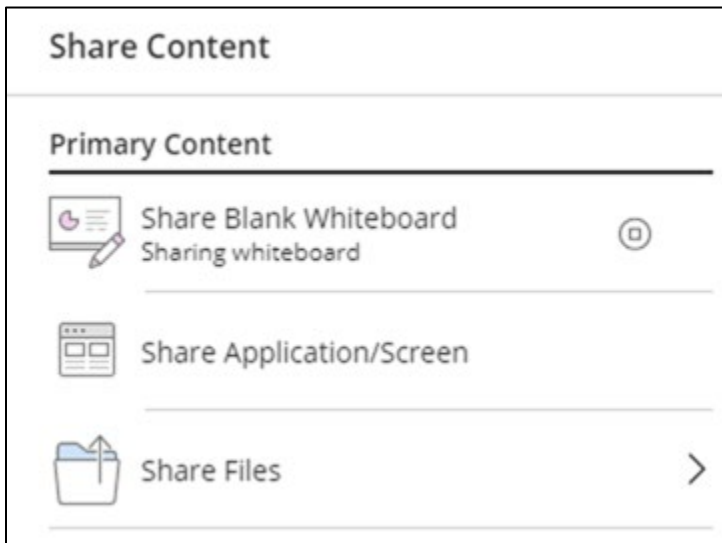 Share Content
Primary Content
Share Blank Whiteboard
Sharing whiteboard
Share Application/Screen
Share Files